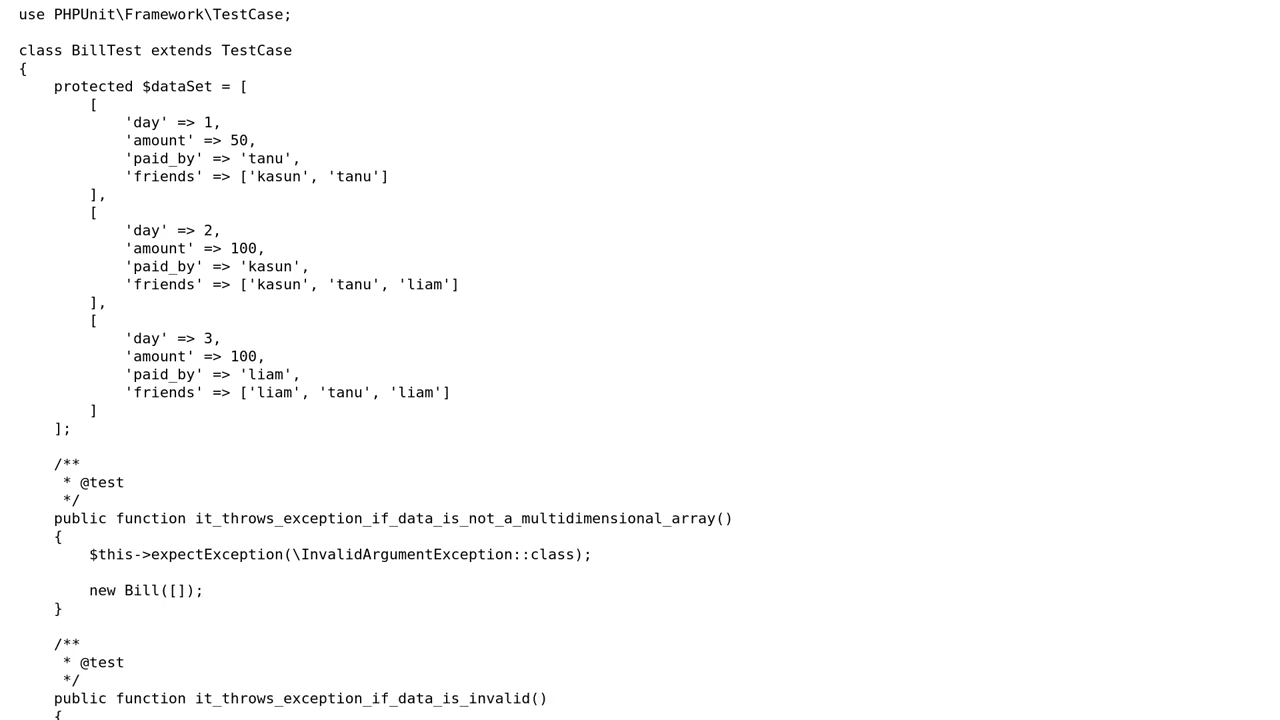 use PHPUnit\Framework\TestCase;

class BillTest extends TestCase
{
    protected $dataSet = [
        [
            'day' => 1,
            'amount' => 50,
            'paid_by' => 'tanu',
            'friends' => ['kasun', 'tanu']
        ],
        [
            'day' => 2,
            'amount' => 100,
            'paid_by' => 'kasun',
            'friends' => ['kasun', 'tanu', 'liam']
        ],
        [
            'day' => 3,
            'amount' => 100,
            'paid_by' => 'liam',
            'friends' => ['liam', 'tanu', 'liam']
        ]
    ];

    /**
     * @test
     */
    public function it_throws_exception_if_data_is_not_a_multidimensional_array()
    {
        $this->expectException(\InvalidArgumentException::class);

        new Bill([]);
    }

    /**
     * @test
     */
    public function it_throws_exception_if_data_is_invalid()
    {